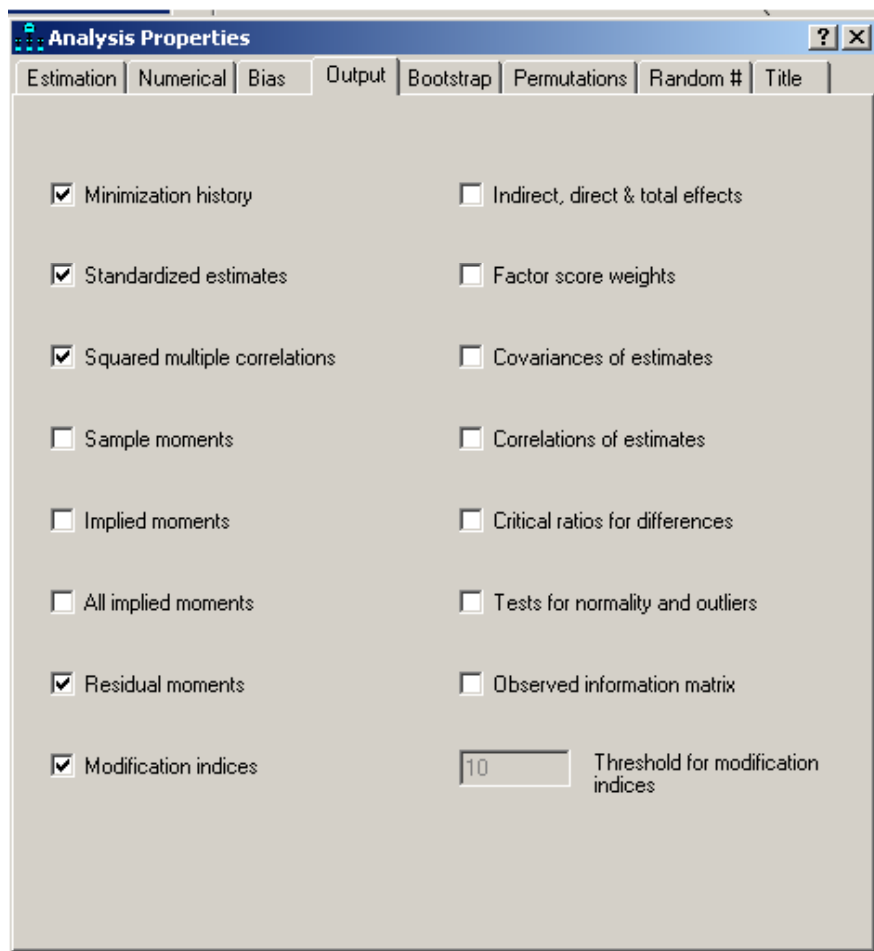 Analysis Properties
Estimation Numerical Bias Output Bootstrap Permutations Random # Title
Minimization history
Indirect, direct & total effects
Standardized estimates
Factor score weights
Squared multiple correlations
Covariances of estimates
Sample moments
Correlations of estimates
Implied moments
Critical ratios for differences
All implied moments
Tests for normality and outliers
Residual moments
Observed information matrix
Modification indices
10
Threshold for modification
indices